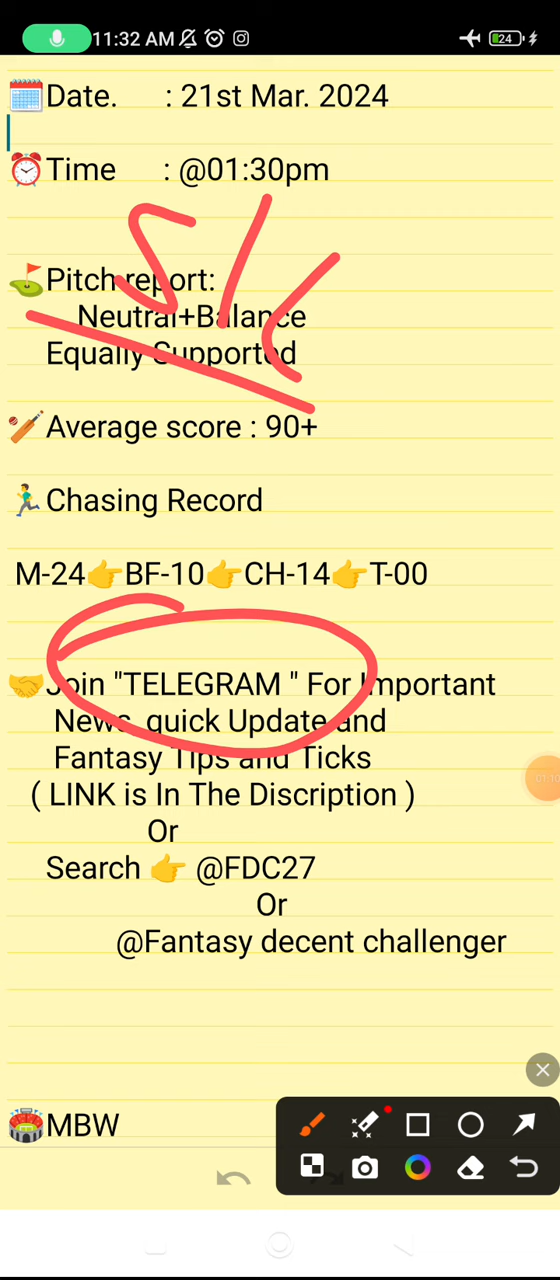 11:32 AM
24
🗓Date. : 21st Mar. 2024
⏰Time : @01:30pm
⛳Pitch report:
Neutral+Balance
Equally Supported
🏏Average score : 90+
🏃Chasing Record
M-24👉BF-10👉CH-14👉T-00
🤝Join "TELEGRAM " For Important
News, quick Update and
Fantasy Tips and Ticks
( LINK is In The Discription )
Or
Search 👉 @FDC27
Or
@Fantasy decent challenger
🏟MBW